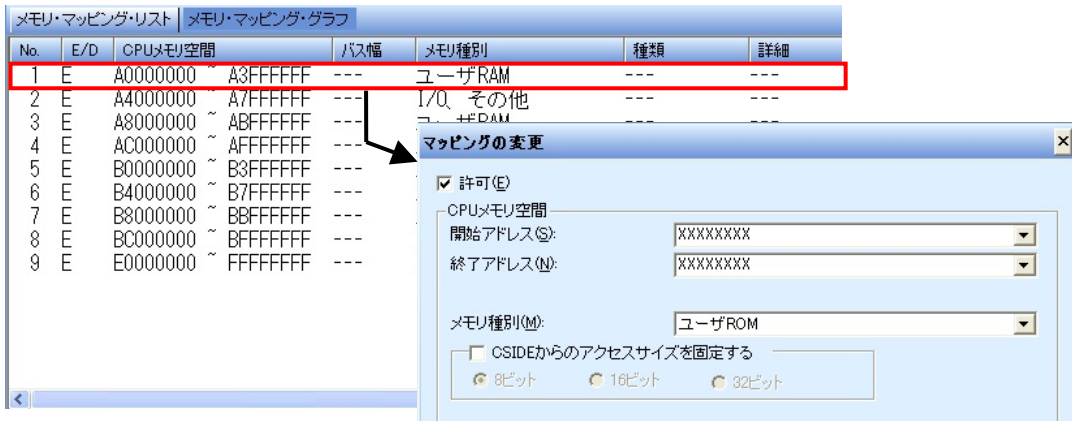 メモリ・マッピング・リスト メモリ・マッピング・グラフ
No. E/D CPUメモリ空間 バス幅 メモリ種別 種類 詳細
1 E A0000000 ~ A3FFFFFF --- ユーザRAM --- ---
2 E A4000000 ~ A7FFFFFF --- I/O、その他 --- ---
3 E A8000000 ~ ABFFFFFF --- ユーザRAM --- ---
4 E AC000000 ~ AFFFFFFF ---
5 E B0000000 ~ B3FFFFFF ---
6 E B4000000 ~ B7FFFFFF ---
7 E B8000000 ~ BBFFFFFF ---
8 E BC000000 ~ BFFFFFFF ---
9 E E0000000 ~ FFFFFFFF ---
マッピングの変更
許可(E)
CPUメモリ空間
開始アドレス(S): XXXXXXXX
終了アドレス(N): XXXXXXXX
メモリ種別(M): ユーザROM
CSIDEからのアクセスサイズを固定する
8ビット 16ビット 32ビット